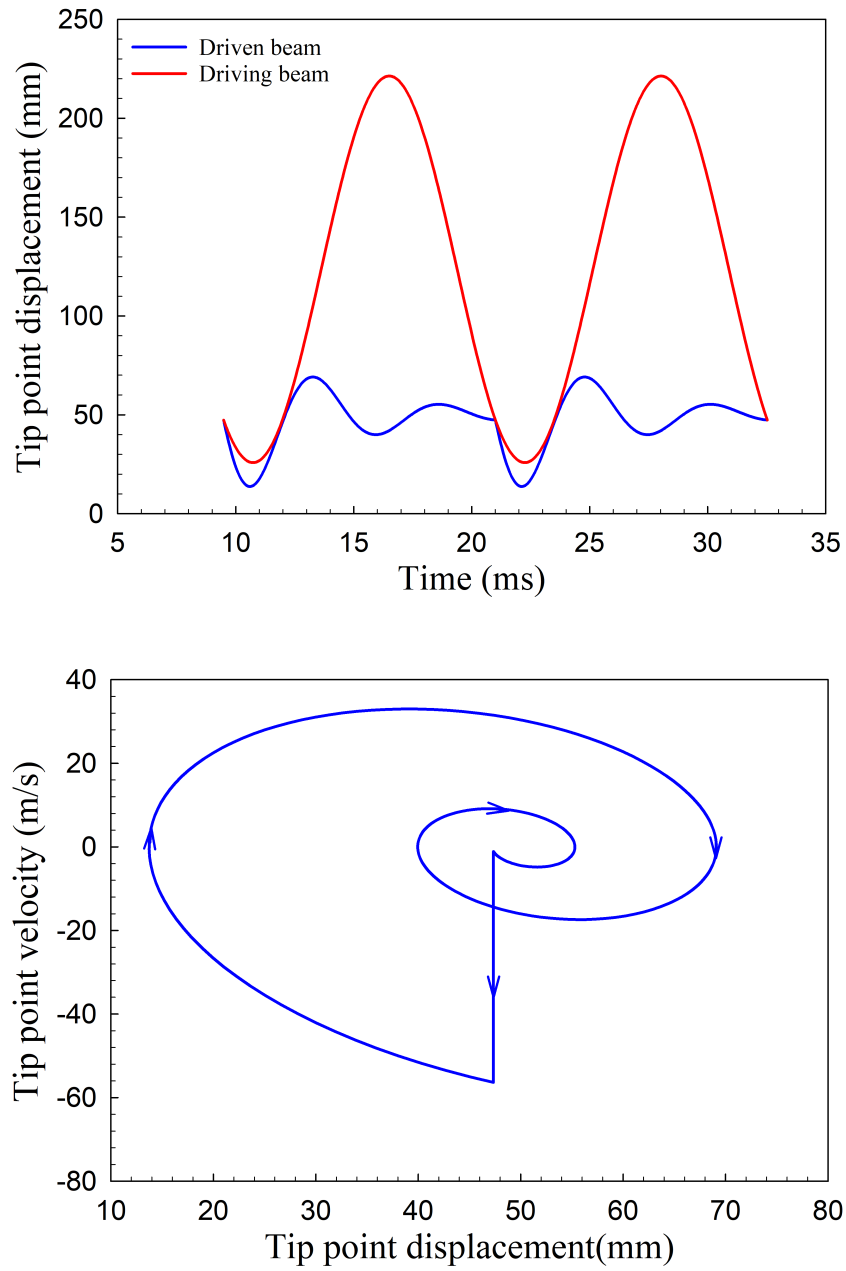 250
200
150
100
50
0
Tip point displacement (mm)
Driven beam
Driving beam
5 10 15 20 25 30 35
Time (ms)
40
20
0
-20
-40
-60
-80
Tip point velocity (m/s)
10 20 30 40 50 60 70 80
Tip point displacement(mm)